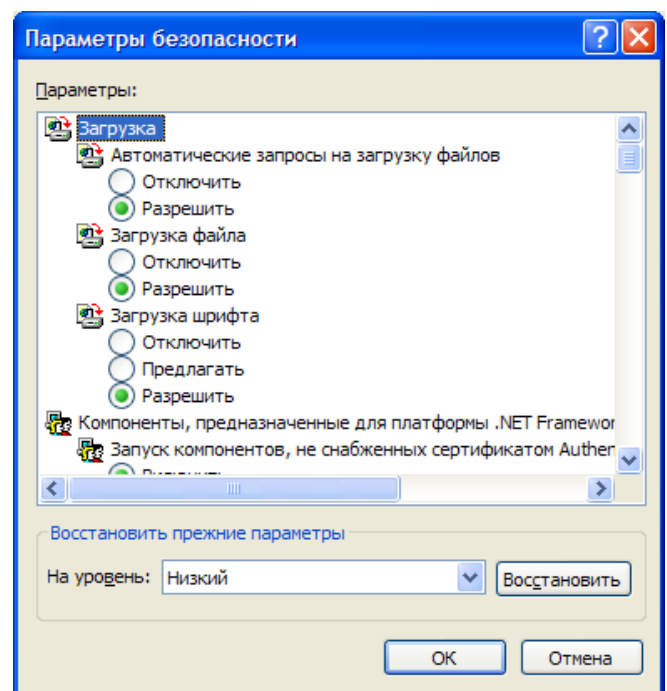 Параметры безопасности
Параметры:
Загрузка
Автоматические запросы на загрузку файлов
Отключить
Разрешить
Загрузка файла
Отключить
Разрешить
Загрузка шрифта
Отключить
Предлагать
Разрешить
Компоненты, предназначенные для платформы .NET Framewor
Запуск компонентов, не снабженных сертификатом Auther
Восстановить прежние параметры
На уровень: Низкий Восстановить
ОК Отмена